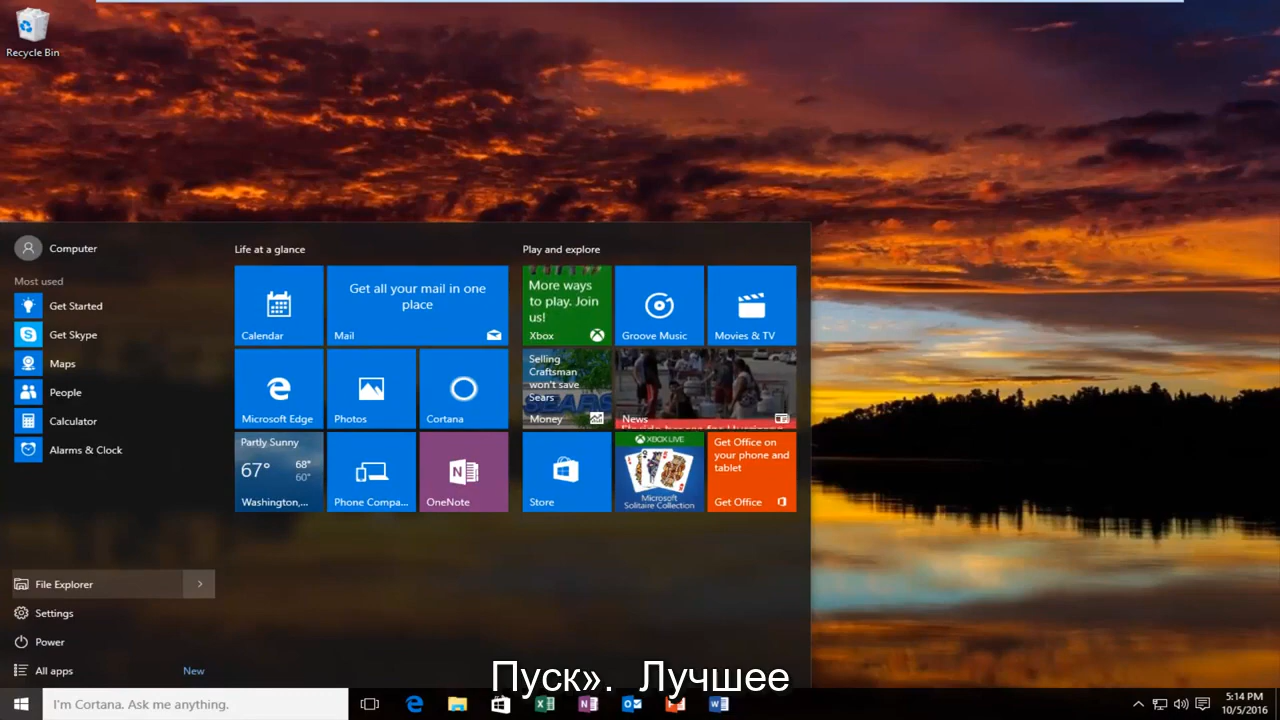 Recycle Bin
Computer
Most used
Get Started
Get Skype
Maps
People
Calculator
Alarms & Clock
File Explorer
Settings
Power
All apps
New
Life at a glance
Calendar
Get all your mail in one
place
Mail
Microsoft Edge
Photos
Cortana
Partly Sunny
67° 68° 60°
Washington,...
Phone Compa...
OneNote
Play and explore
More ways
to play. Join
us!
Xbox
Groove Music
Movies & TV
Selling
Craftsman
won't save
Sears
Money
News
Store
XBOX LIVE
Microsoft
Solitaire Collection
Get Office on
your phone and
tablet
Get Office
Пуск». Лучшее
I'm Cortana. Ask me anything.
5:14 PM
10/5/2016